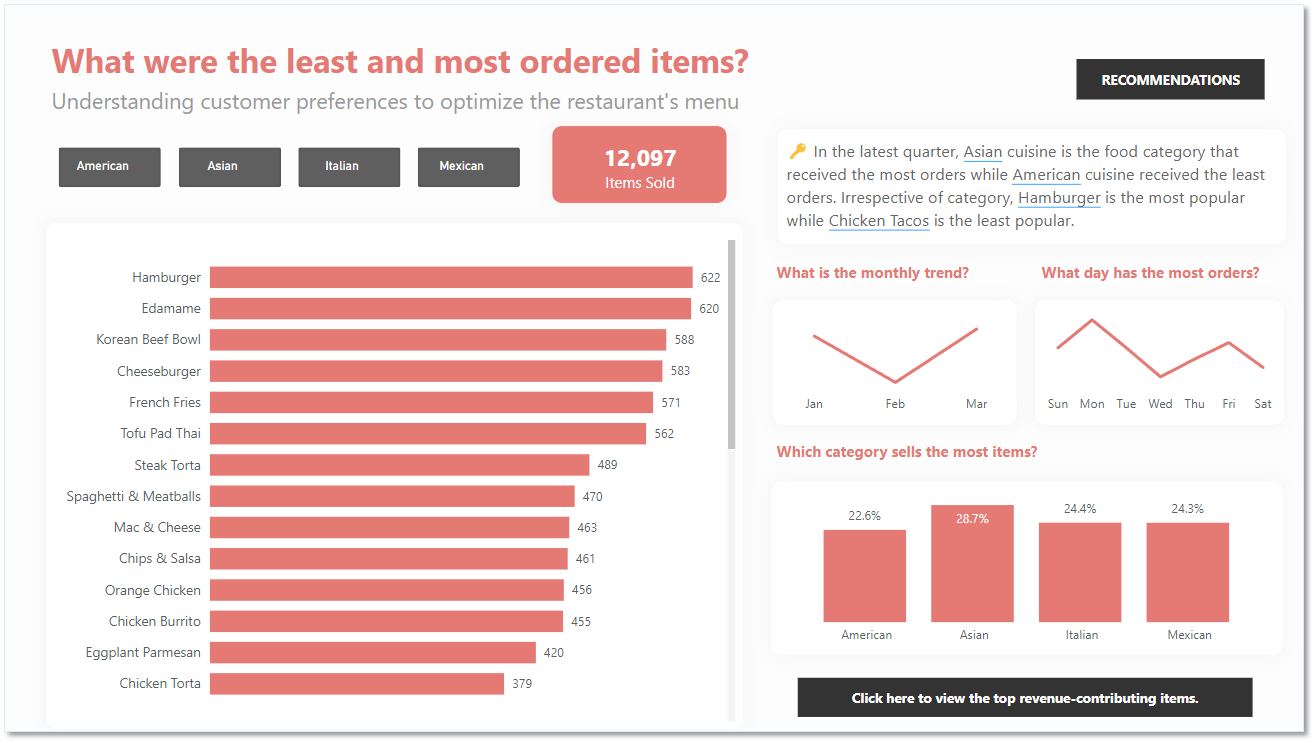 What were the least and most ordered items?
Understanding customer preferences to optimize the restaurant's menu
RECOMMENDATIONS
American
Asian
Italian
Mexican
12,097
Items Sold
🔑 In the latest quarter, Asian cuisine is the food category that
received the most orders while American cuisine received the least
orders. Irrespective of category, Hamburger is the most popular
while Chicken Tacos is the least popular.
Hamburger 622
Edamame 620
Korean Beef Bowl 588
Cheeseburger 583
French Fries 571
Tofu Pad Thai 562
Steak Torta 489
Spaghetti & Meatballs 470
Mac & Cheese 463
Chips & Salsa 461
Orange Chicken 456
Chicken Burrito 455
Eggplant Parmesan 420
Chicken Torta 379
What is the monthly trend?
Jan Feb Mar
What day has the most orders?
Sun Mon Tue Wed Thu Fri Sat
Which category sells the most items?
22.6% 28.7% 24.4% 24.3%
American Asian Italian Mexican
Click here to view the top revenue-contributing items.